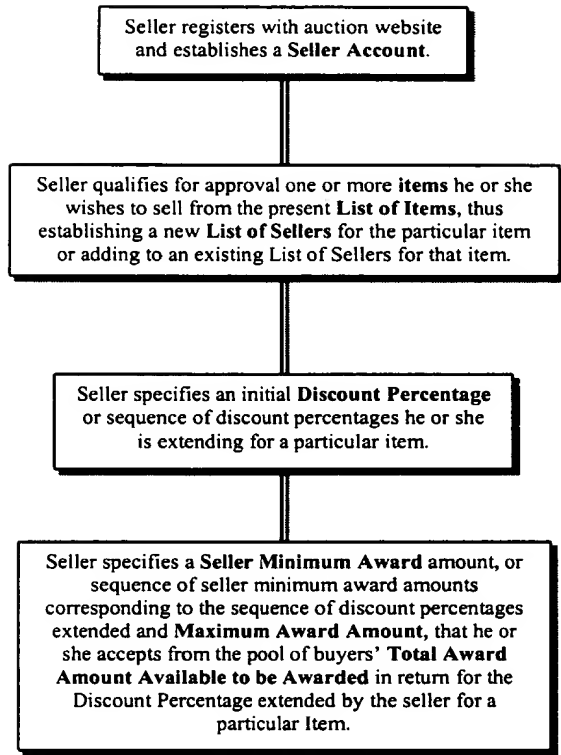 Seller registers with auction website
and establishes a Seller Account.
Seller qualifies for approval one or more items he or she
wishes to sell from the present List of Items, thus
establishing a new List of Sellers for the particular item
or adding to an existing List of Sellers for that item.
Seller specifies an initial Discount Percentage
or sequence of discount percentages he or she
is extending for a particular item.
Seller specifies a Seller Minimum Award amount, or
sequence of seller minimum award amounts
corresponding to the sequence of discount percentages
extended and Maximum Award Amount, that he or
she accepts from the pool of buyers' Total Award
Amount Available to be Awarded in return for the
Discount Percentage extended by the seller for a
particular Item.